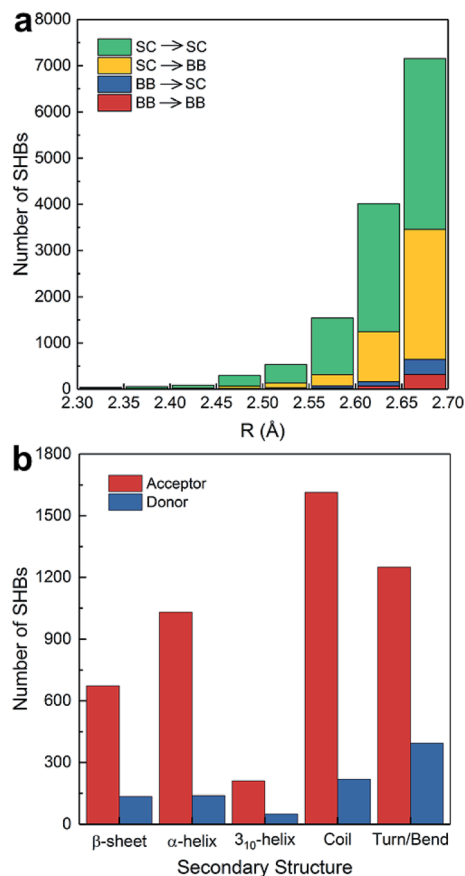 a
8000
7000
6000
5000
4000
3000
2000
1000
0
Number of SHBs
SC → SC
SC → BB
BB → SC
BB → BB
2.30 2.35 2.40 2.45 2.50 2.55 2.60 2.65 2.70
R (Å)
b
1800
1500
1200
900
600
300
0
Number of SHBs
Acceptor
Donor
β-sheet α-helix 3₁₀-helix Coil Turn/Bend
Secondary Structure